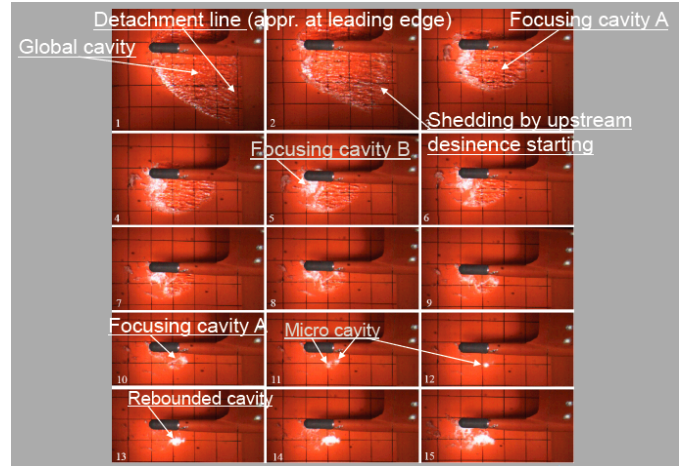 Detachment line (appr. at leading edge)
Global cavity
Focusing cavity A
1
2
Shedding by upstream
desinence starting
Focusing cavity B
4
5
6
7
8
9
Focusing cavity A
Micro cavity
10
11
12
Rebounded cavity
13
14
15